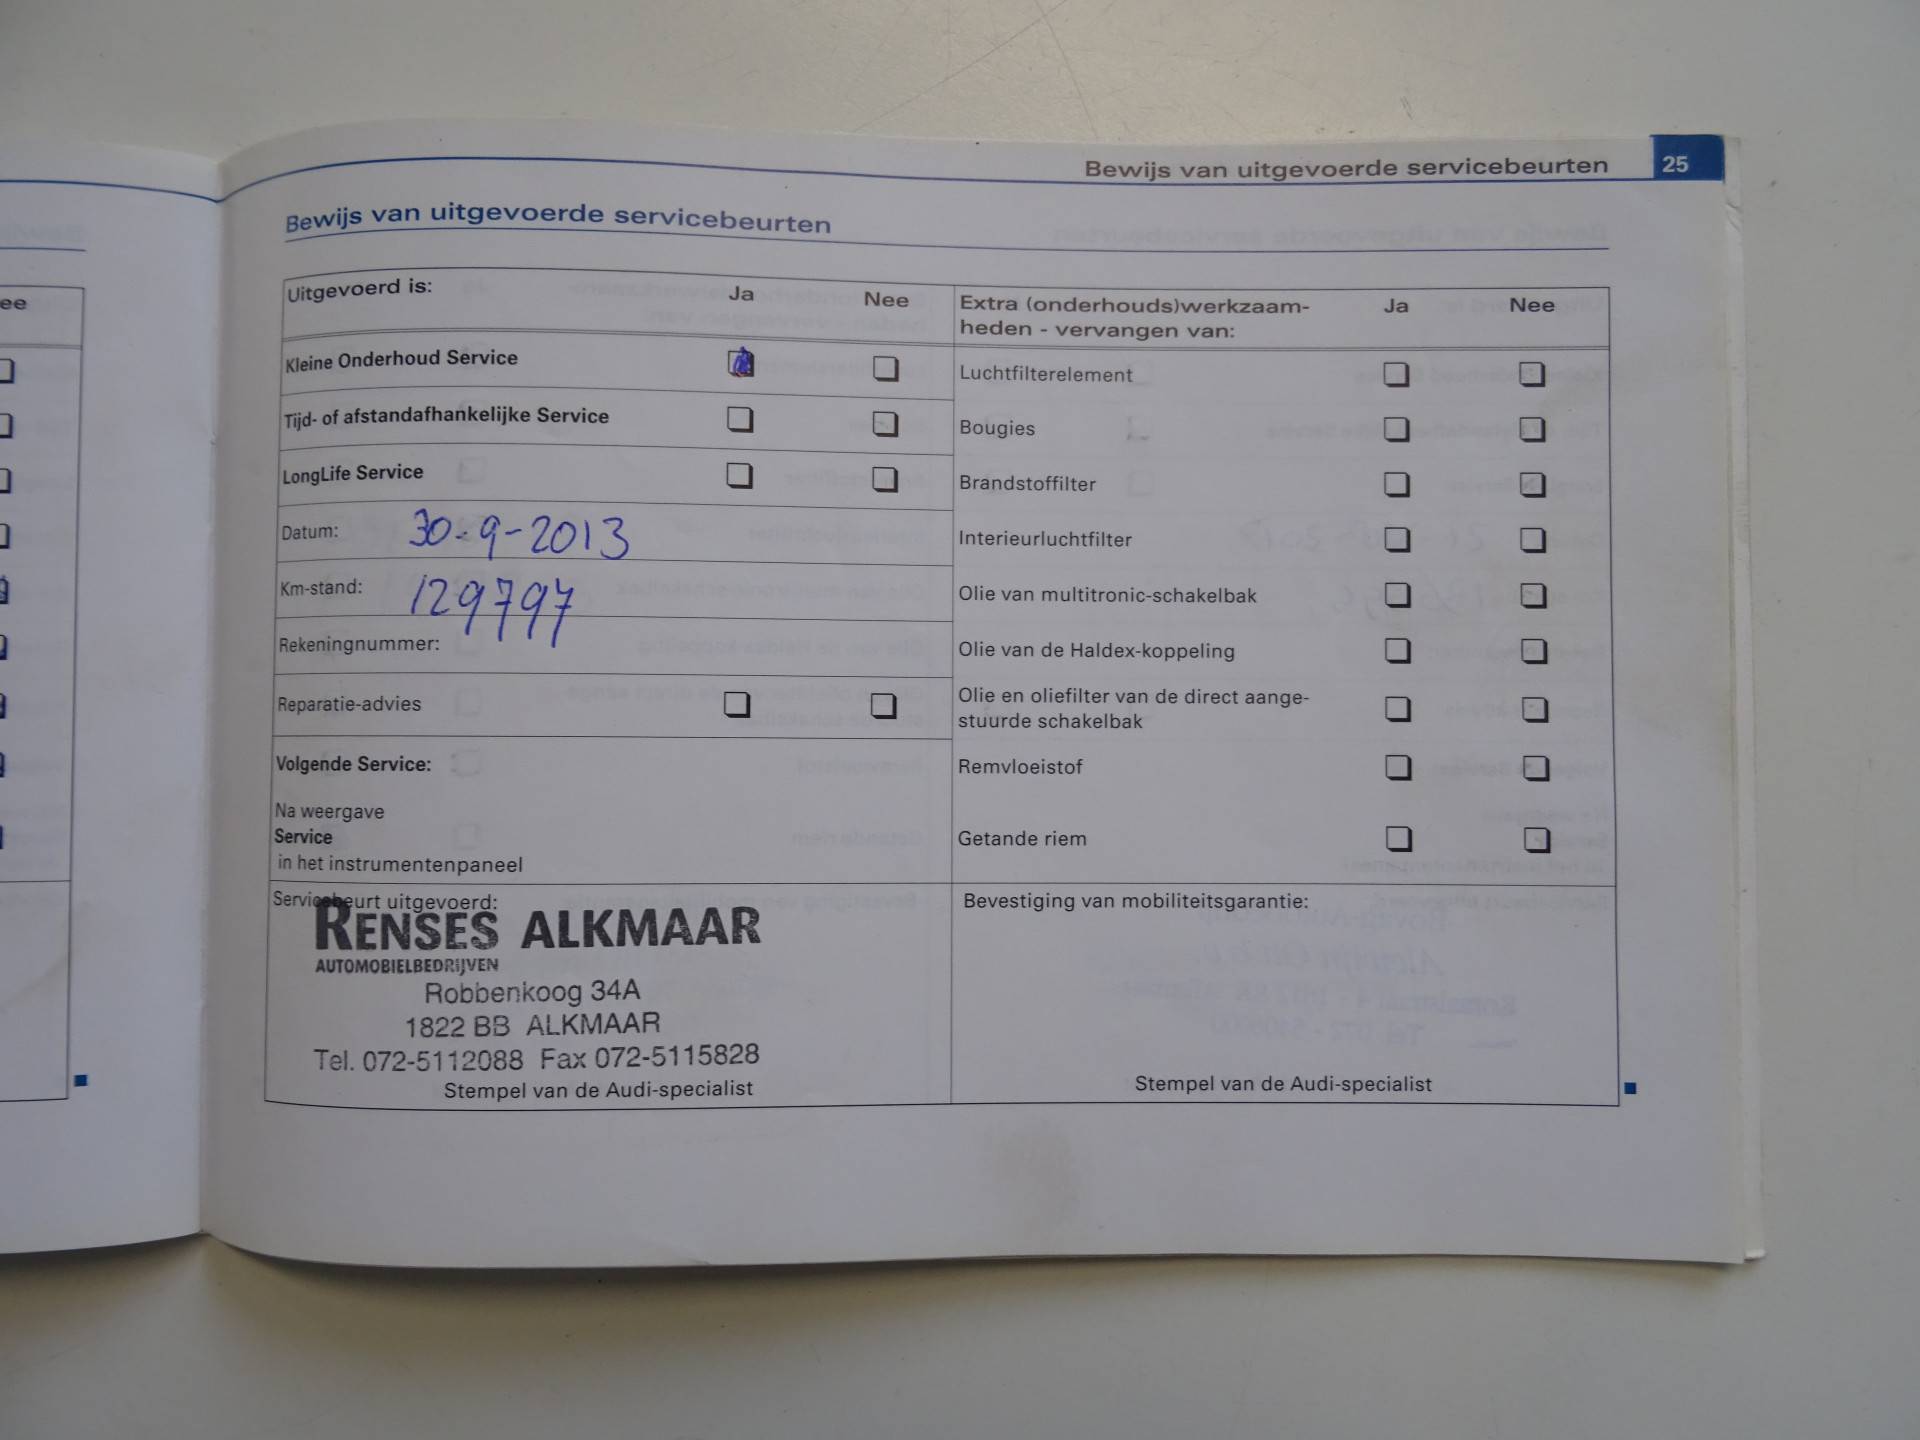 Bewijs van uitgevoerde servicebeurten 25
Bewijs van uitgevoerde servicebeurten
ee
Uitgevoerd is: Ja Nee
Kleine Onderhoud Service
Tijd- of afstandafhankelijke Service
LongLife Service
Datum: 30-9-2013
Km-stand: 129797
Rekeningnummer:
Reparatie-advies
Volgende Service:
Na weergave
Service
in het instrumentenpaneel
Servicebeurt uitgevoerd:
RENSES ALKMAAR
AUTOMOBIELBEDRIJVEN
Robbenkoog 34A
1822 BB ALKMAAR
Tel. 072-5112088 Fax 072-5115828
Stempel van de Audi-specialist
Extra (onderhouds)werkzaam- Ja Nee
heden - vervangen van:
Luchtfilterelement
Bougies
Brandstoffilter
Interieurluchtfilter
Olie van multitronic-schakelbak
Olie van de Haldex-koppeling
Olie en oliefilter van de direct aange-
stuurde schakelbak
Remvloeistof
Getande riem
Bevestiging van mobiliteitsgarantie:
Stempel van de Audi-specialist